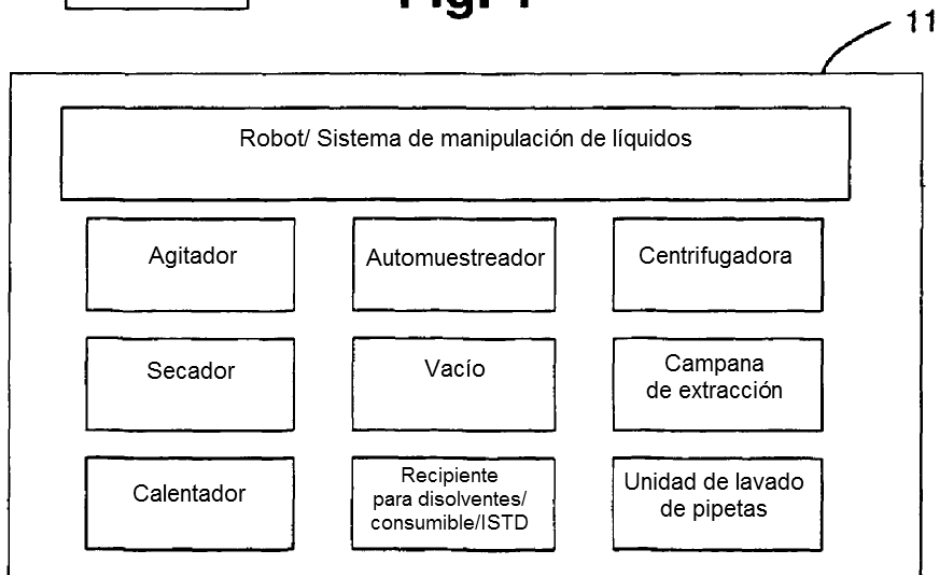 11
Robot/ Sistema de manipulación de líquidos
Agitador
Automuestreador
Centrifugadora
Secador
Vacío
Campana
de extracción
Calentador
Recipiente
para disolventes/
consumible/ISTD
Unidad de lavado
de pipetas